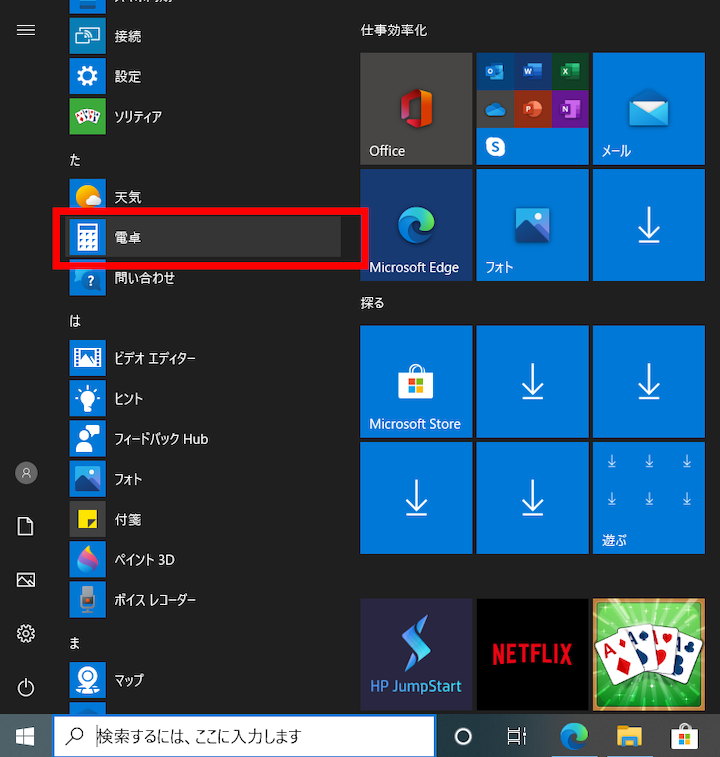 接続
設定
ソリティア
た
天気
電卓
問い合わせ
は
ビデオ エディター
ヒント
フィードバック Hub
フォト
付箋
ペイント 3D
ボイス レコーダー
ま
マップ
仕事効率化
Office
メール
Microsoft Edge
フォト
探る
Microsoft Store
遊ぶ
HP JumpStart
NETFLIX
検索するには、ここに入力します